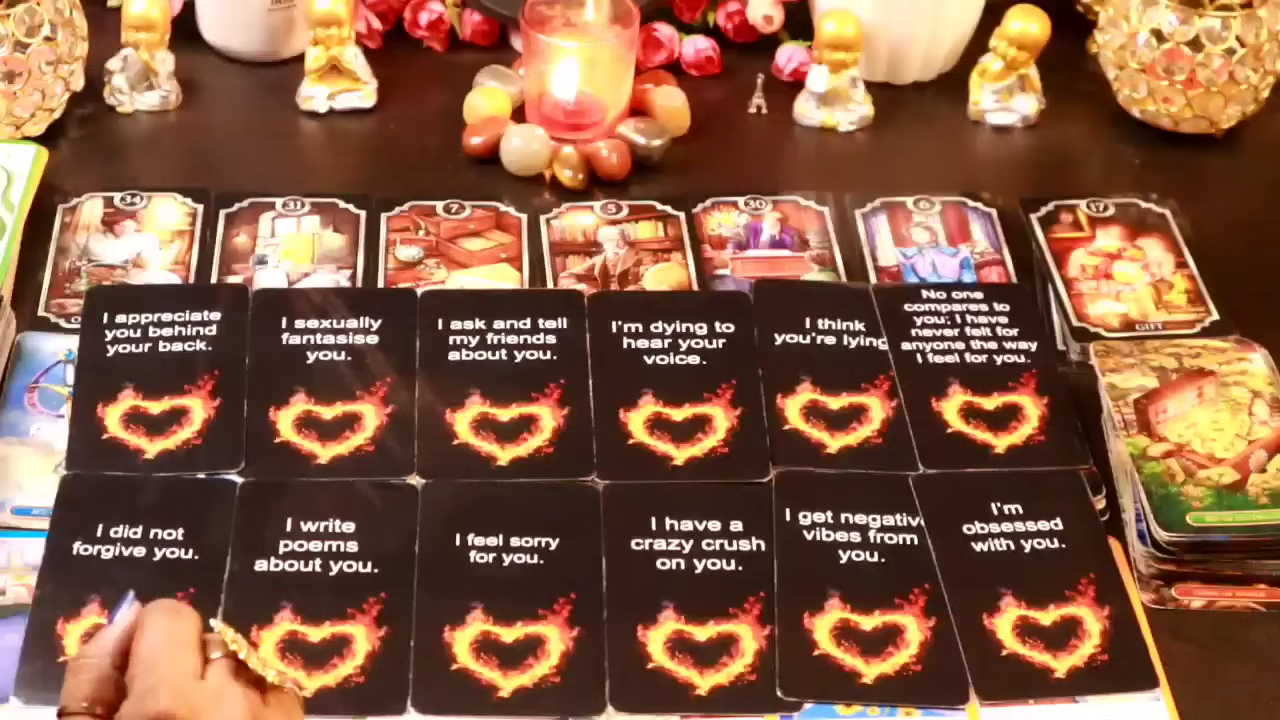 34
31
7
5
30
6
17
GIFT
I appreciate
you behind
your back.
I sexually
fantasise
you.
I ask and tell
my friends
about you.
I'm dying to
hear your
voice.
I think
you're lying
No one
compares to
you; I have
never felt for
anyone the way
I feel for you.
I did not
forgive you.
I write
poems
about you.
I feel sorry
for you.
I have a
crazy crush
on you.
I get negativ
vibes from
you.
I'm
obsessed
with you.